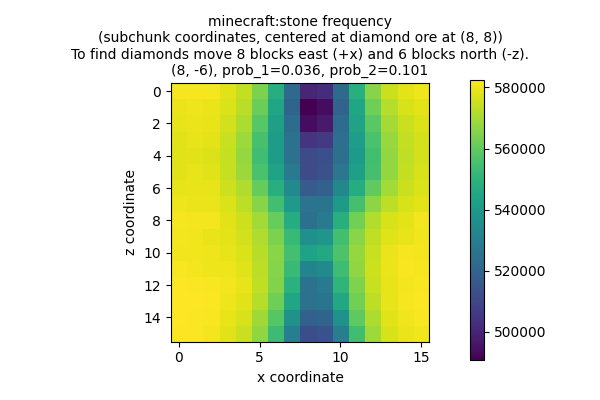 minecraft:stone frequency
(subchunk coordinates, centered at diamond ore at (8, 8))
To find diamonds move 8 blocks east (+x) and 6 blocks north (-z).
(8, -6), prob_1=0.036, prob_2=0.101
0
2
4
6
8
10
12
14
z coordinate
0
5
10
15
x coordinate
580000
560000
540000
520000
500000